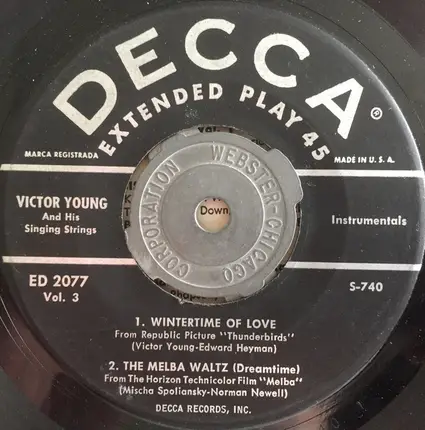 DECCA®
EXTENDED PLAY 45
MARCA REGISTRADA
MADE IN U. S. A.
WEBSTER-CHICAGO
CORPORATION
Down
VICTOR YOUNG
And His
Singing Strings
Instrumentals
ED 2077
Vol. 3
S-740
1. WINTERTIME OF LOVE
From Republic Picture "Thunderbirds"
(Victor Young-Edward Heyman)
2. THE MELBA WALTZ (Dreamtime)
From The Horizon Technicolor Film "Melba"
(Mischa Spoliansky-Norman Newell)
DECCA RECORDS, INC.